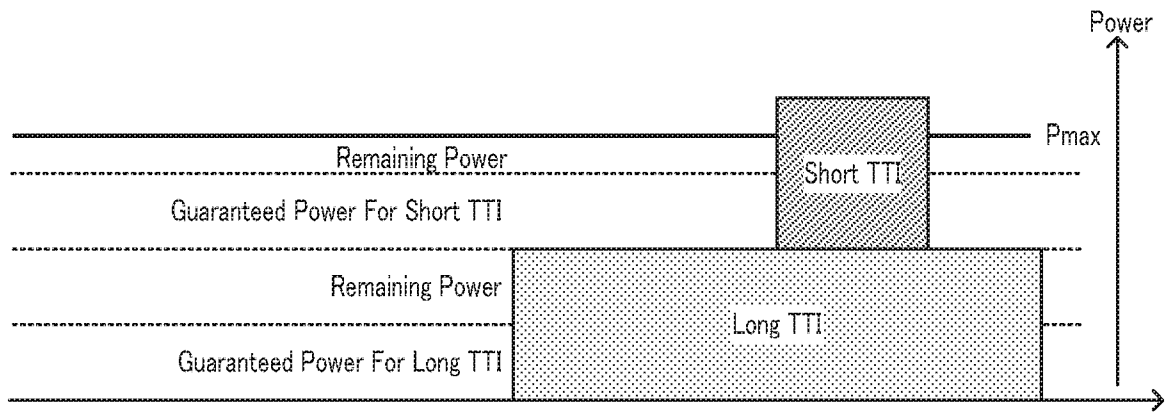 Power
Pmax
Remaining Power
Short TTI
Guaranteed Power For Short TTI
Remaining Power
Long TTI
Guaranteed Power For Long TTI